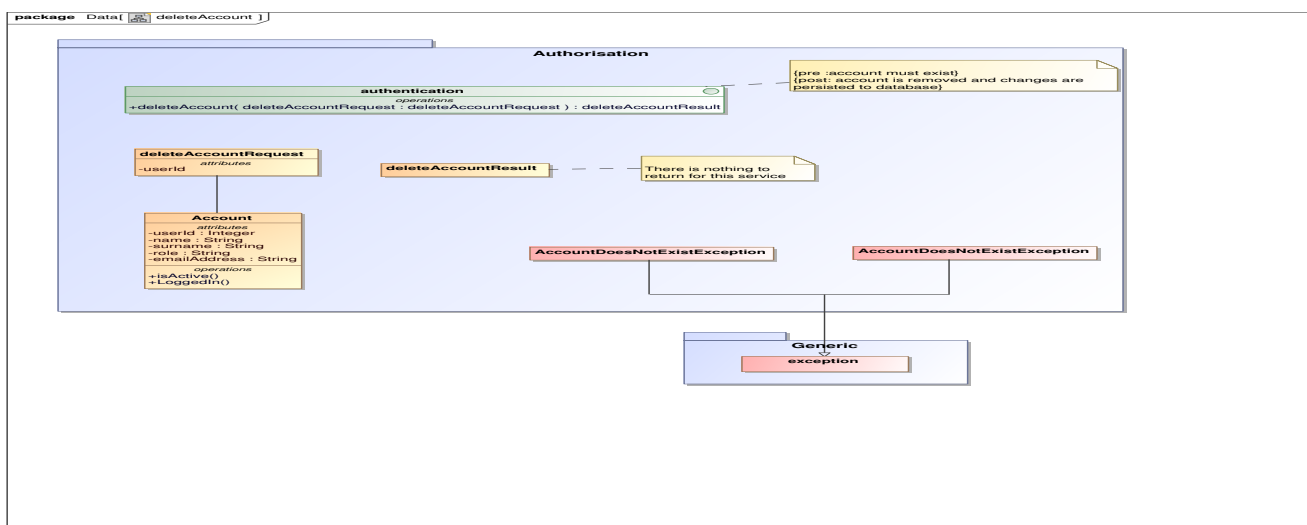 package Data[ deleteAccount ]
Authorisation
{pre :account must exist}
{post: account is removed and changes are
persisted to database}
authentication
operations
+deleteAccount( deleteAccountRequest : deleteAccountRequest ) : deleteAccountResult
deleteAccountRequest
attributes
-userId
deleteAccountResult
There is nothing to
return for this service
Account
attributes
-userId : Integer
-name : String
-surname : String
-role : String
-emailAddress : String
operations
+isActive()
+LoggedIn()
AccountDoesNotExistException
AccountDoesNotExistException
Generic
exception